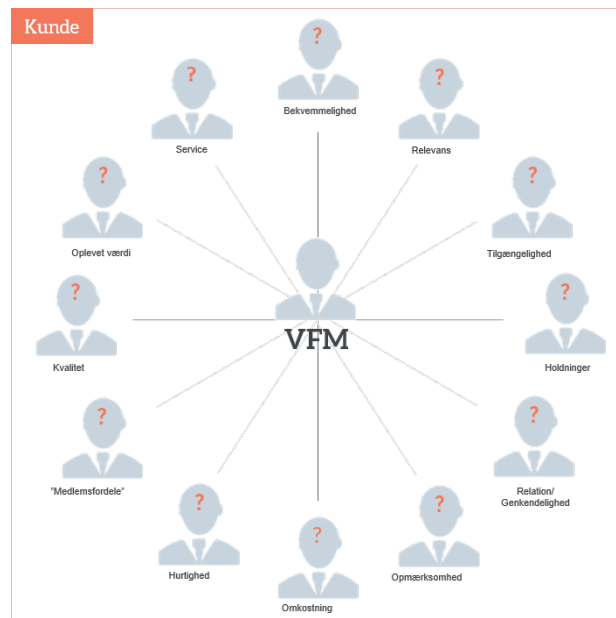 Kunde
?
Bekvemmelighed
?
Relevans
?
Tilgængelighed
?
Holdninger
?
Relation/
Genkendelighed
?
Opmærksomhed
?
Omkostning
?
Hurtighed
?
"Medlemsfordele"
?
Kvalitet
?
Oplevet værdi
?
Service
VFM